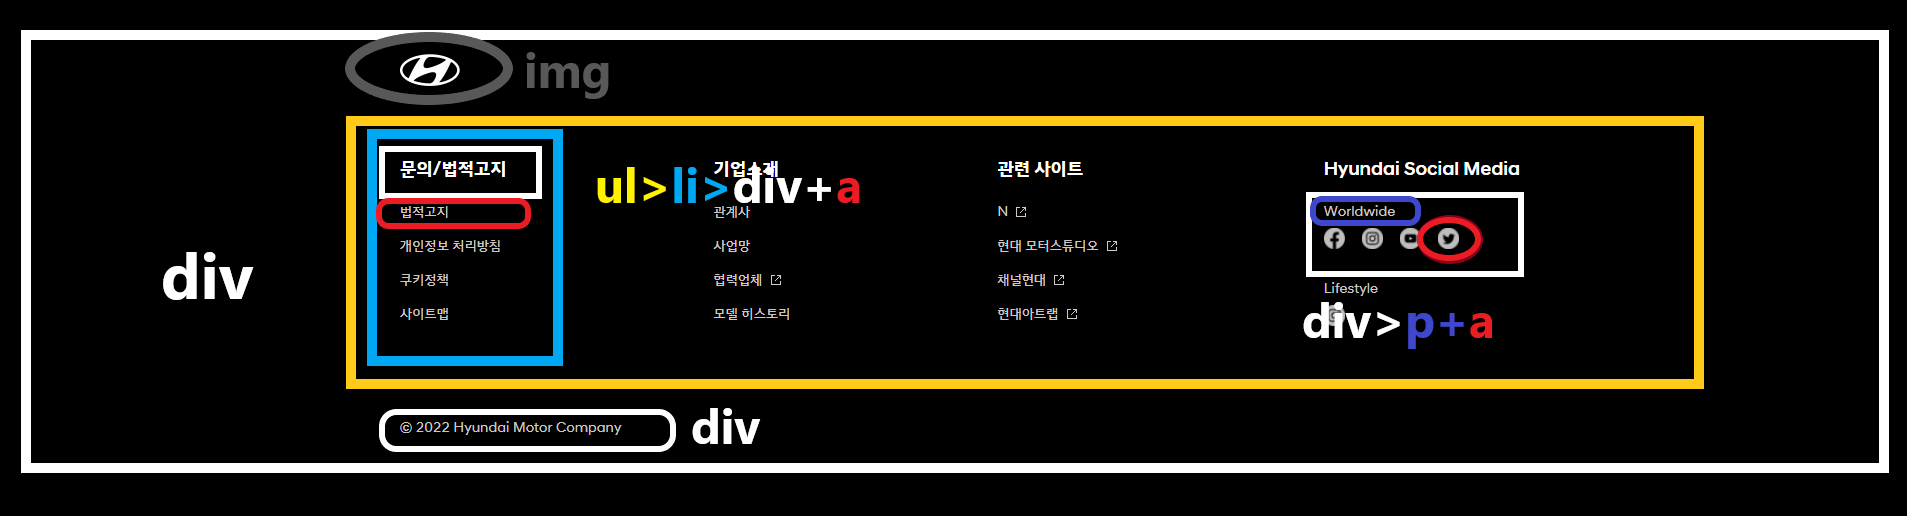 img
문의/법적고지
법적고지
개인정보 처리방침
쿠키정책
사이트맵
ul>li>div+a
기업소개
관계사
사업망
협력업체
모델 히스토리
관련 사이트
N
현대 모터스튜디오
채널현대
현대아트랩
Hyundai Social Media
Worldwide
Lifestyle
div>p+a
div
© 2022 Hyundai Motor Company
div